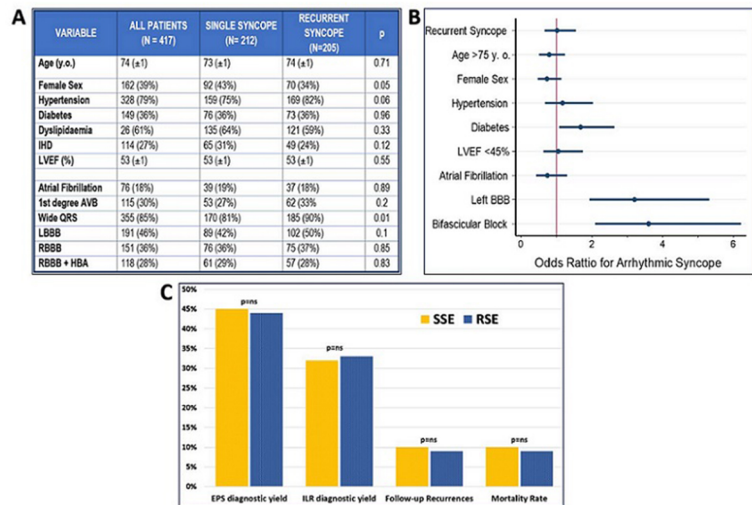 A
VARIABLE ALL PATIENTS (N = 417) SINGLE SYNCOPE (N= 212) RECURRENT SYNCOPE (N=205) p
Age (y.o.) 74 (±1) 73 (±1) 74 (±1) 0.71
Female Sex 162 (39%) 92 (43%) 70 (34%) 0.05
Hypertension 328 (79%) 159 (75%) 169 (82%) 0.06
Diabetes 149 (36%) 76 (36%) 73 (36%) 0.96
Dyslipidaemia 26 (61%) 135 (64%) 121 (59%) 0.33
IHD 114 (27%) 65 (31%) 49 (24%) 0.12
LVEF (%) 53 (±1) 53 (±1) 53 (±1) 0.55
Atrial Fibrillation 76 (18%) 39 (19%) 37 (18%) 0.89
1st degree AVB 115 (30%) 53 (27%) 62 (33%) 0.2
Wide QRS 355 (85%) 170 (81%) 185 (90%) 0.01
LBBB 191 (46%) 89 (42%) 102 (50%) 0.1
RBBB 151 (36%) 76 (36%) 75 (37%) 0.85
RBBB + HBA 118 (28%) 61 (29%) 57 (28%) 0.83
B
Recurrent Syncope
Age >75 y. o.
Female Sex
Hypertension
Diabetes
LVEF <45%
Atrial Fibrillation
Left BBB
Bifascicular Block
0 2 4 6
Odds Rattio for Arrhythmic Syncope
C
SSE RSE
45%
40%
35%
30%
25%
20%
15%
10%
5%
0%
p=ns p=ns p=ns p=ns
EPS diagnostic yield ILR diagnostic yield Follow-up Recurrences Mortality Rate